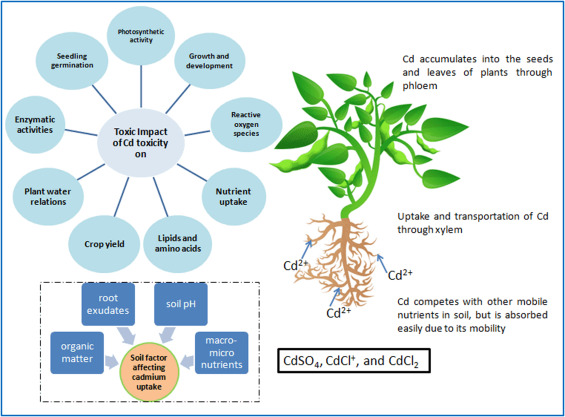 Photosynthetic
activity
Seedling
germination
Growth and
development
Enzymatic
activities
Toxic Impact
of Cd toxicity
on
Reactive
oxygen
species
Plant water
relations
Nutrient
uptake
Crop yield
Lipids and
amino acids
root
exudates
soil pH
organic
matter
Soil factor
affecting
cadmium
uptake
macro-
micro
nutrients
Cd accumulates into the seeds
and leaves of plants through
phloem
Uptake and transportation of Cd
through xylem
Cd²⁺
Cd²⁺
Cd²⁺
Cd competes with other mobile
nutrients in soil, but is absorbed
easily due to its mobility
CdSO₄, CdCl⁺, and CdCl₂